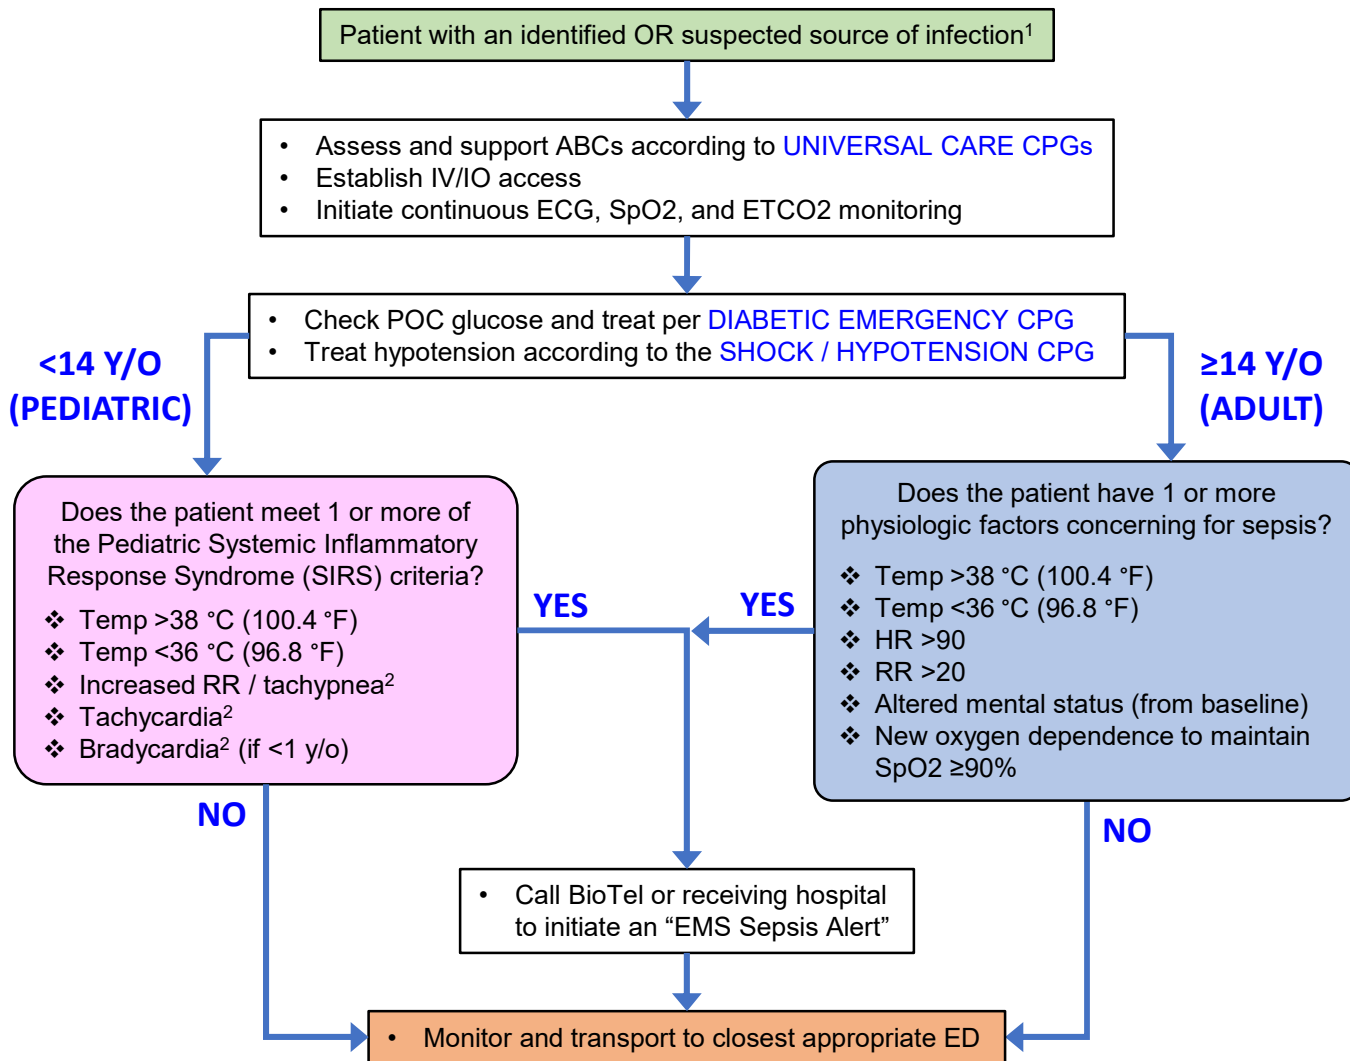 Patient with an identified OR suspected source of infection¹
• Assess and support ABCs according to UNIVERSAL CARE CPGs
• Establish IV/IO access
• Initiate continuous ECG, SpO2, and ETCO2 monitoring
• Check POC glucose and treat per DIABETIC EMERGENCY CPG
• Treat hypotension according to the SHOCK / HYPOTENSION CPG
<14 Y/O
(PEDIATRIC)
≥14 Y/O
(ADULT)
Does the patient meet 1 or more of
the Pediatric Systemic Inflammatory
Response Syndrome (SIRS) criteria?
❖ Temp >38 °C (100.4 °F)
❖ Temp <36 °C (96.8 °F)
❖ Increased RR / tachypnea²
❖ Tachycardia²
❖ Bradycardia² (if <1 y/o)
YES
YES
Does the patient have 1 or more
physiologic factors concerning for sepsis?
❖ Temp >38 °C (100.4 °F)
❖ Temp <36 °C (96.8 °F)
❖ HR >90
❖ RR >20
❖ Altered mental status (from baseline)
❖ New oxygen dependence to maintain
SpO2 ≥90%
NO
NO
• Call BioTel or receiving hospital
to initiate an “EMS Sepsis Alert”
• Monitor and transport to closest appropriate ED